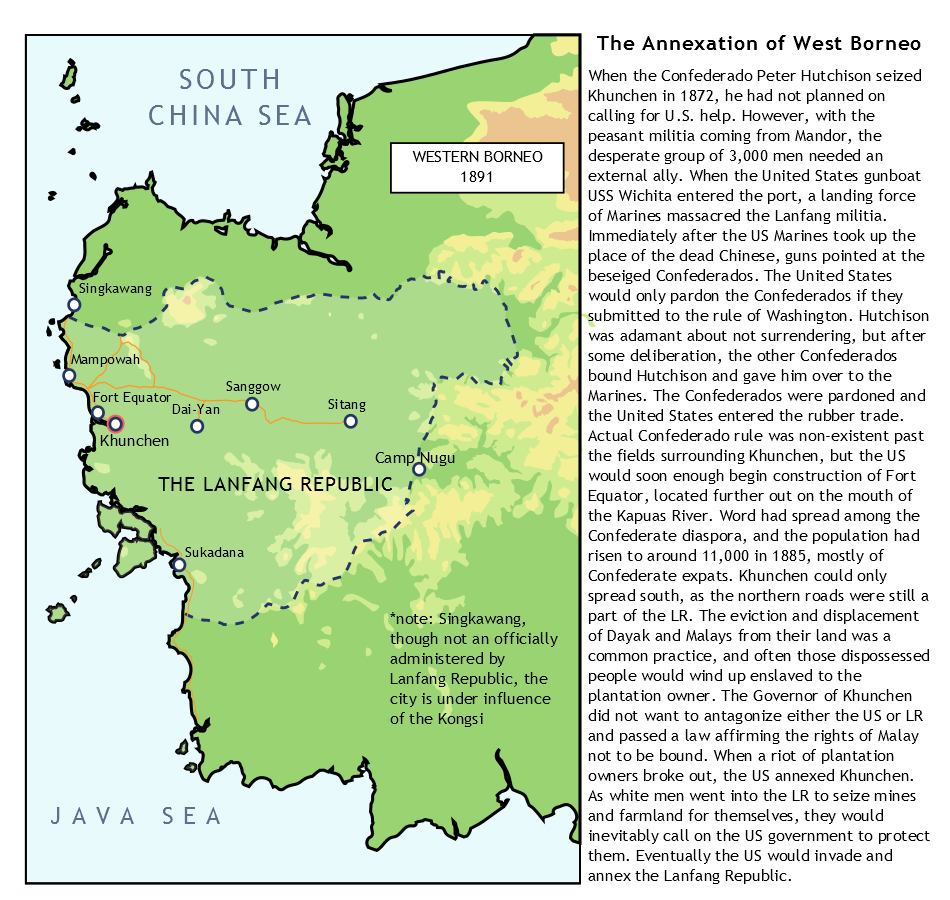 The Annexation of West Borneo
When the Confederado Peter Hutchison seized
Khunchen in 1872, he had not planned on
calling for U.S. help. However, with the
peasant militia coming from Mandor, the
desperate group of 3,000 men needed an
external ally. When the United States gunboat
USS Wichita entered the port, a landing force
of Marines massacred the Lanfang militia.
Immediately after the US Marines took up the
place of the dead Chinese, guns pointed at the
beseiged Confederados. The United States
would only pardon the Confederados if they
submitted to the rule of Washington. Hutchison
was adamant about not surrendering, but after
some deliberation, the other Confederados
bound Hutchison and gave him over to the
Marines. The Confederados were pardoned and
the United States entered the rubber trade.
Actual Confederado rule was non-existent past
the fields surrounding Khunchen, but the US
would soon enough begin construction of Fort
Equator, located further out on the mouth of
the Kapuas River. Word had spread among the
Confederate diaspora, and the population had
risen to around 11,000 in 1885, mostly of
Confederate expats. Khunchen could only
spread south, as the northern roads were still a
part of the LR. The eviction and displacement
of Dayak and Malays from their land was a
common practice, and often those dispossessed
people would wind up enslaved to the
plantation owner. The Governor of Khunchen
did not want to antagonize either the US or LR
and passed a law affirming the rights of Malay
not to be bound. When a riot of plantation
owners broke out, the US annexed Khunchen.
As white men went into the LR to seize mines
and farmland for themselves, they would
inevitably call on the US government to protect
them. Eventually the US would invade and
annex the Lanfang Republic.
SOUTH
CHINA SEA
WESTERN BORNEO
1891
Singkawang
Mampowah
Sanggow
Fort Equator
Dai-Yan
Sitang
Khunchen
Camp Nugu
THE LANFANG REPUBLIC
Sukadana
*note: Singkawang,
though not an officially
administered by
Lanfang Republic, the
city is under influence
of the Kongsi
JAVA SEA